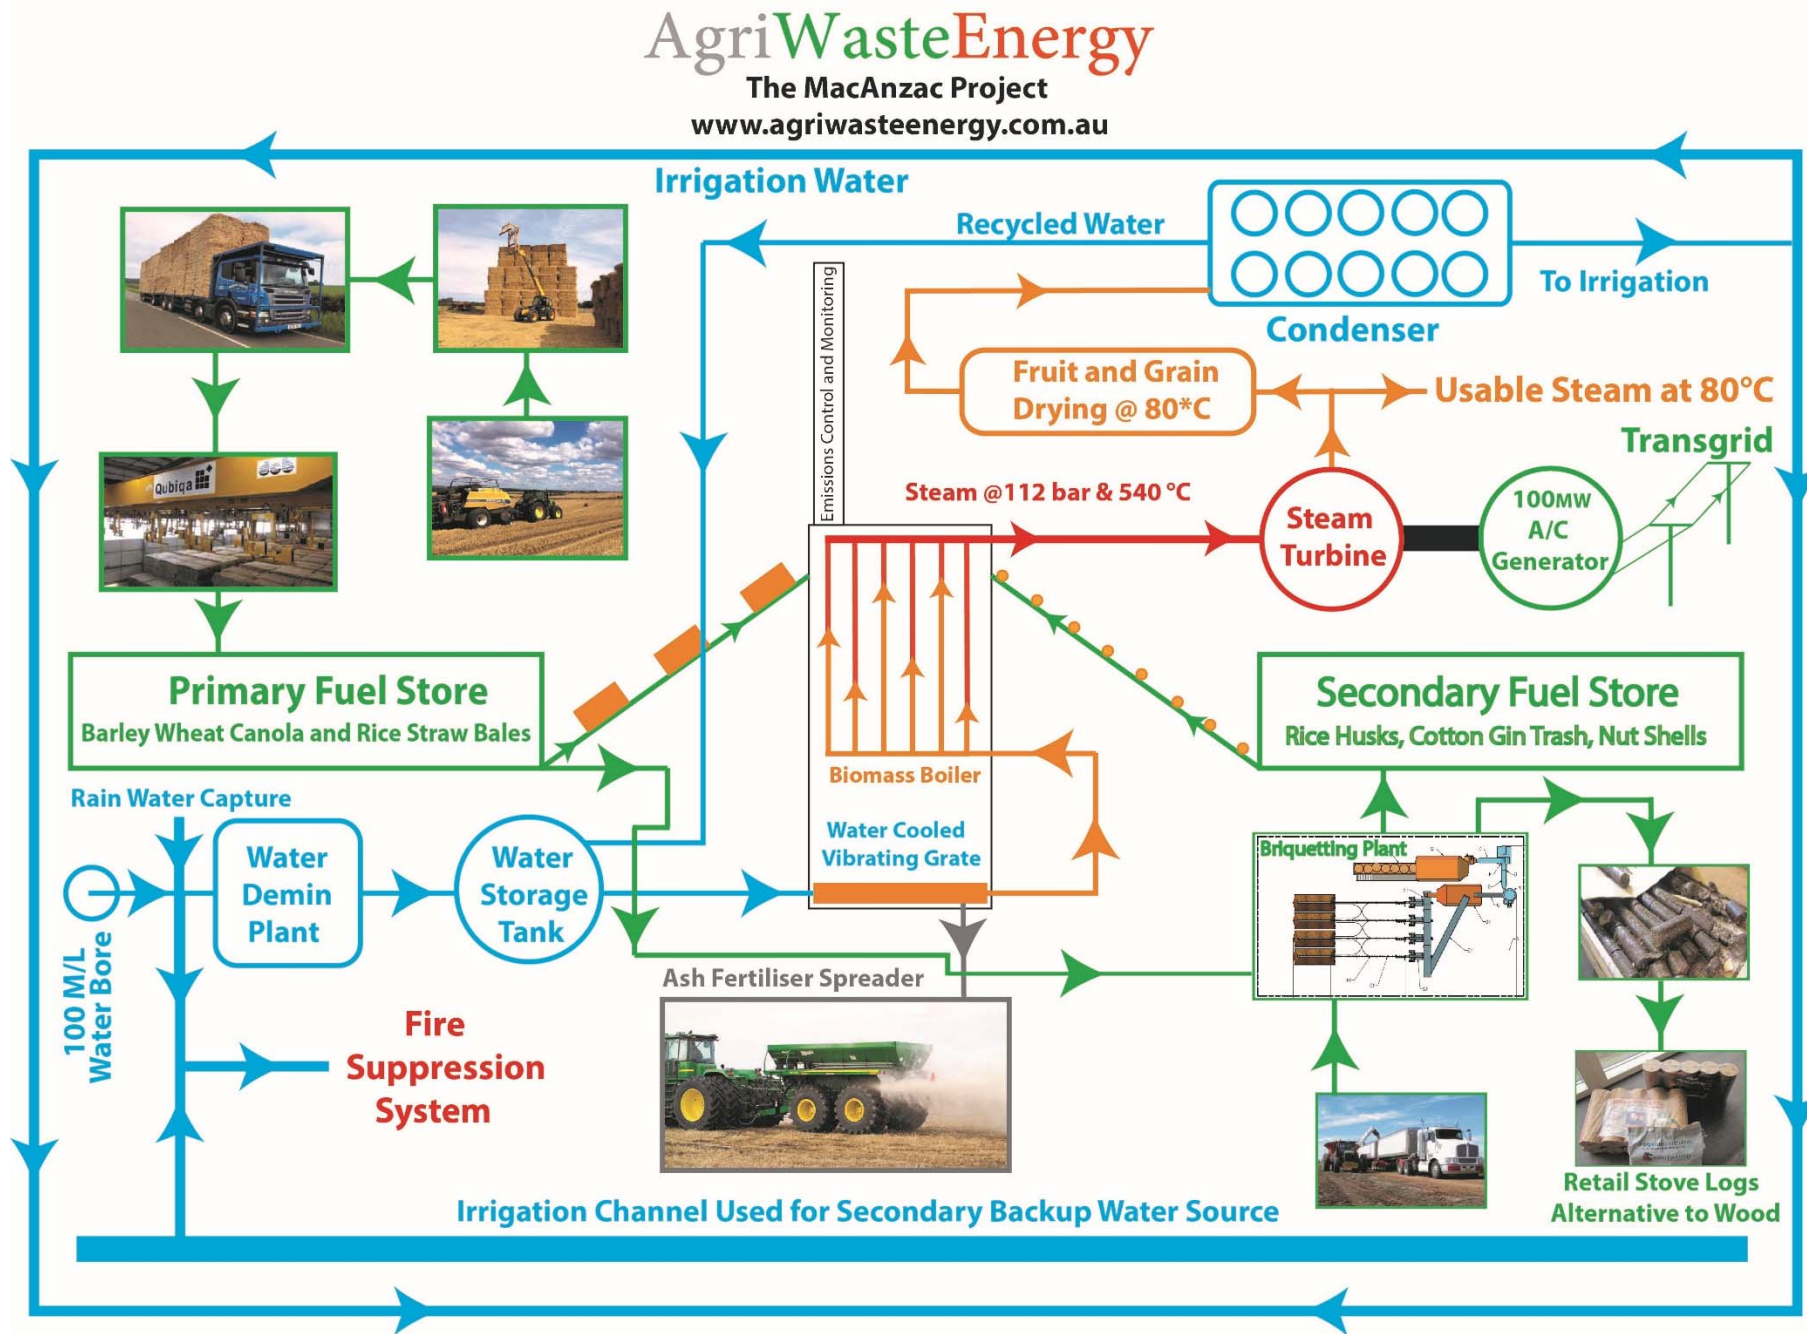 AgriWasteEnergy
The MacAnzac Project
www.agriwasteenergy.com.au
Irrigation Water
Recycled Water
To Irrigation
Condenser
Emissions Control and Monitoring
Fruit and Grain
Drying @ 80*C
Usable Steam at 80°C
Transgrid
Qubiqa
Steam @112 bar & 540 °C
Steam
Turbine
100MW
A/C
Generator
Primary Fuel Store
Barley Wheat Canola and Rice Straw Bales
Secondary Fuel Store
Rice Husks, Cotton Gin Trash, Nut Shells
Biomass Boiler
Rain Water Capture
Water Cooled
Vibrating Grate
Water
Demin
Plant
Water
Storage
Tank
Briquetting Plant
100 M/L
Water Bore
Ash Fertiliser Spreader
Fire
Suppression
System
Retail Stove Logs
Alternative to Wood
Irrigation Channel Used for Secondary Backup Water Source